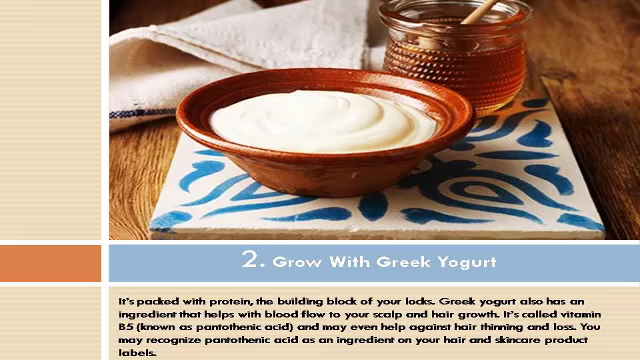 2. Grow With Greek Yogurt
It's packed with protein, the building block of your locks. Greek yogurt also has an
ingredient that helps with blood flow to your scalp and hair growth. It's called vitamin
B5 (known as pantothenic acid) and may even help against hair thinning and loss. You
may recognize pantothenic acid as an ingredient on your hair and skincare product
labels.